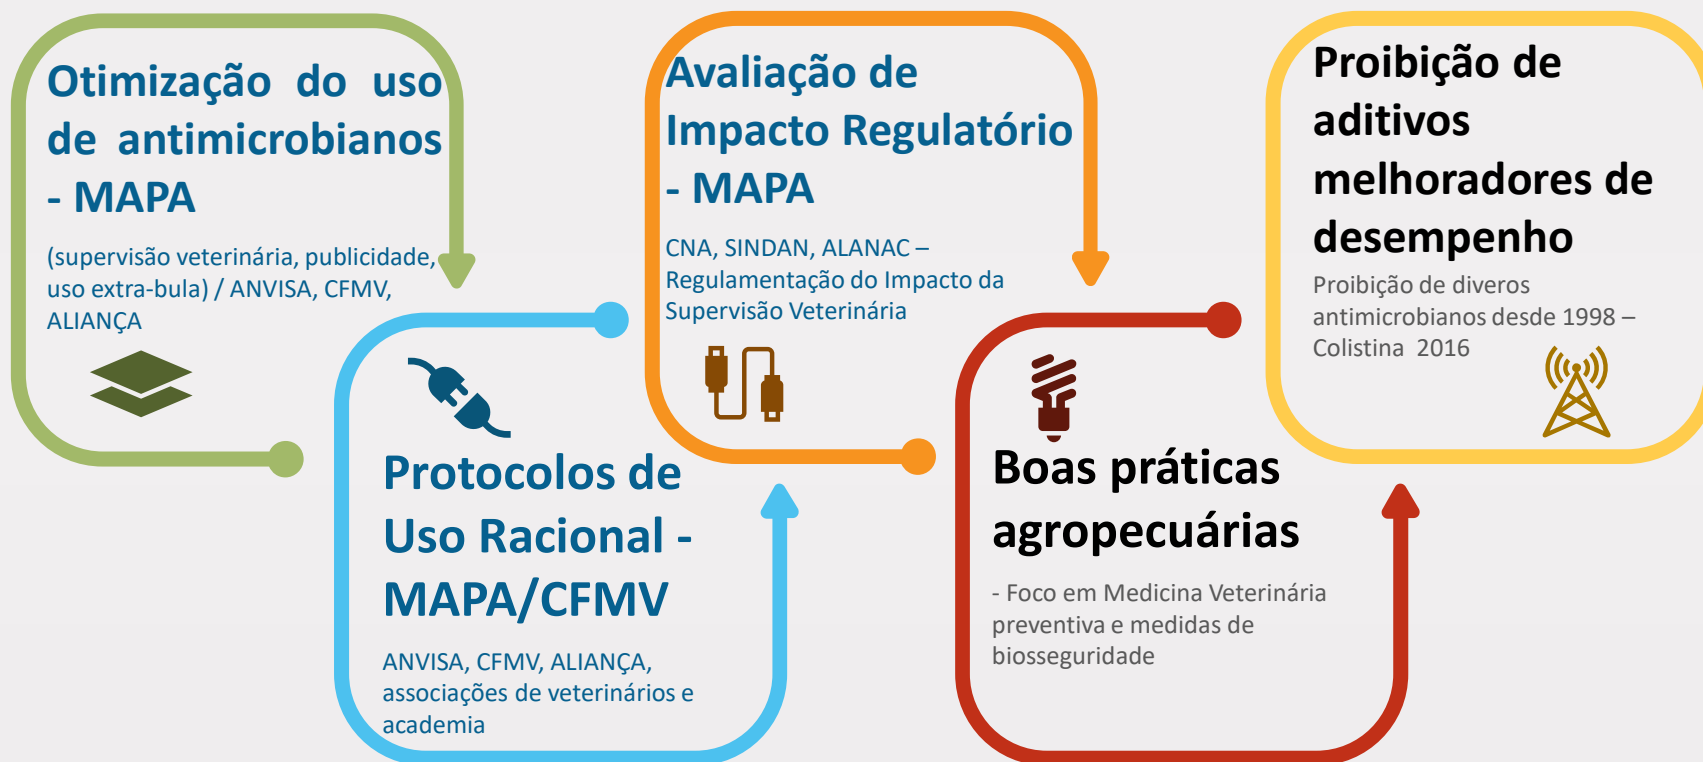 Otimização do uso
de antimicrobianos
- MAPA
(supervisão veterinária, publicidade,
uso extra-bula) / ANVISA, CFMV,
ALIANÇA
Protocolos de
Uso Racional -
MAPA/CFMV
ANVISA, CFMV, ALIANÇA,
associações de veterinários e
academia
Avaliação de
Impacto Regulatório
- MAPA
CNA, SINDAN, ALANAC –
Regulamentação do Impacto da
Supervisão Veterinária
Boas práticas
agropecuárias
- Foco em Medicina Veterinária
preventiva e medidas de
biosseguridade
Proibição de
aditivos
melhoradores de
desempenho
Proibição de diveros
antimicrobianos desde 1998 –
Colistina 2016